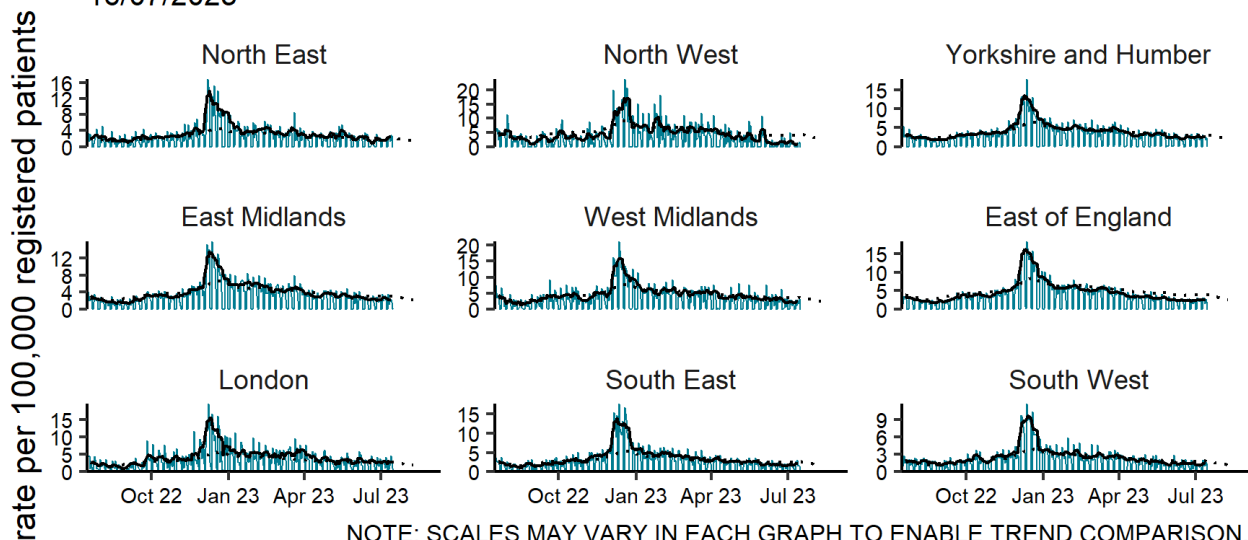 rate per 100,000 registered patients
North East
North West
Yorkshire and Humber
16
12
8
4
0
20
15
10
5
0
15
10
5
0
East Midlands
West Midlands
East of England
12
8
4
0
20
15
10
5
0
15
10
5
0
London
South East
South West
15
10
5
0
15
10
5
0
9
6
3
0
Oct 22 Jan 23 Apr 23 Jul 23
Oct 22 Jan 23 Apr 23 Jul 23
Oct 22 Jan 23 Apr 23 Jul 23
NOTE: SCALES MAY VARY IN EACH GRAPH TO ENABLE TREND COMPARISON